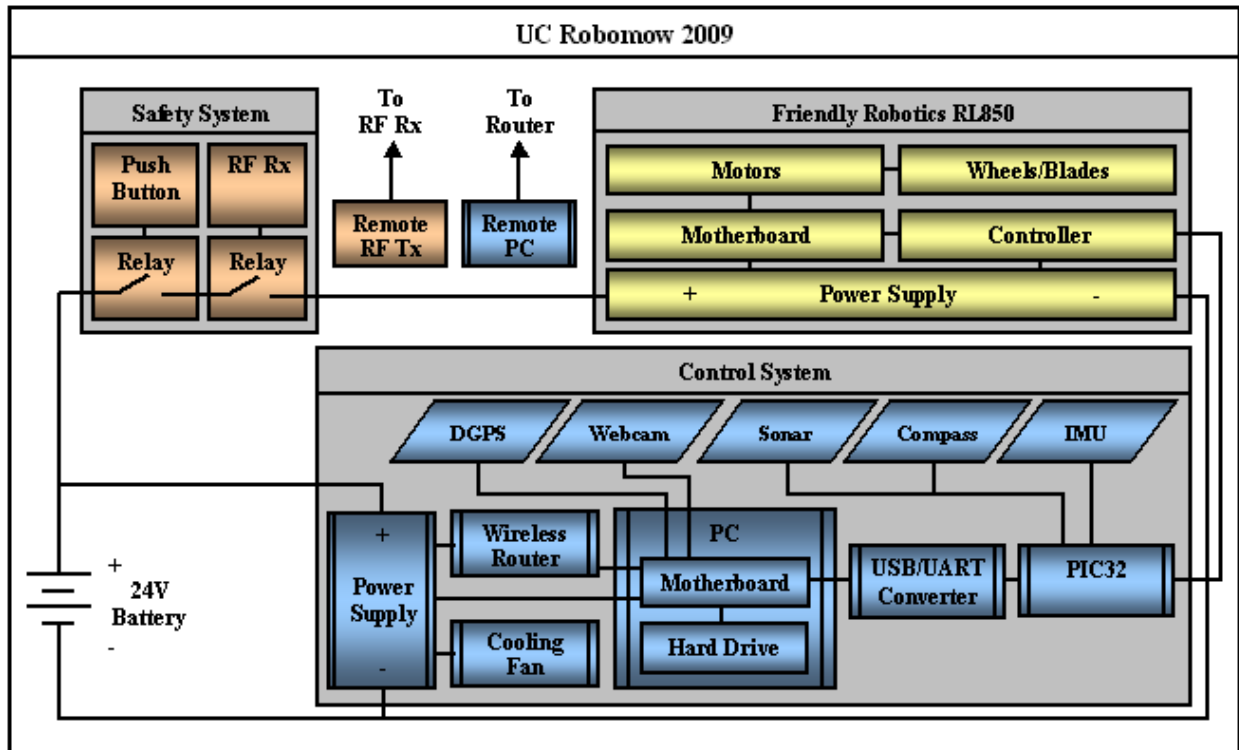 UC Robomow 2009
Safety System
Push
Button
RF Rx
Relay
Relay
To
RF Rx
Remote
RF Tx
To
Router
Remote
PC
Friendly Robotics RL850
Motors
Wheels/Blades
Motherboard
Controller
+ Power Supply -
Control System
DGPS
Webcam
Sonar
Compass
IMU
+
Power
Supply
-
Wireless
Router
Cooling
Fan
PC
Motherboard
Hard Drive
USB/UART
Converter
PIC32
+
24V
Battery
-